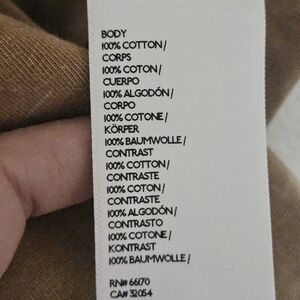 BODY
100% COTTON/
CORPS
100% COTON/
CUERPO
100% ALGODÓN/
CORPO
100% COTONE/
KÖRPER
100% BAUMWOLLE/
CONTRAST
100% COTTON/
CONTRASTE
100% COTON/
CONTRASTE
100% ALGODÓN/
CONTRASTO
100% COTONE/
KONTRAST
100% BAUMWOLLE/
RN# 66170
CA# 32054